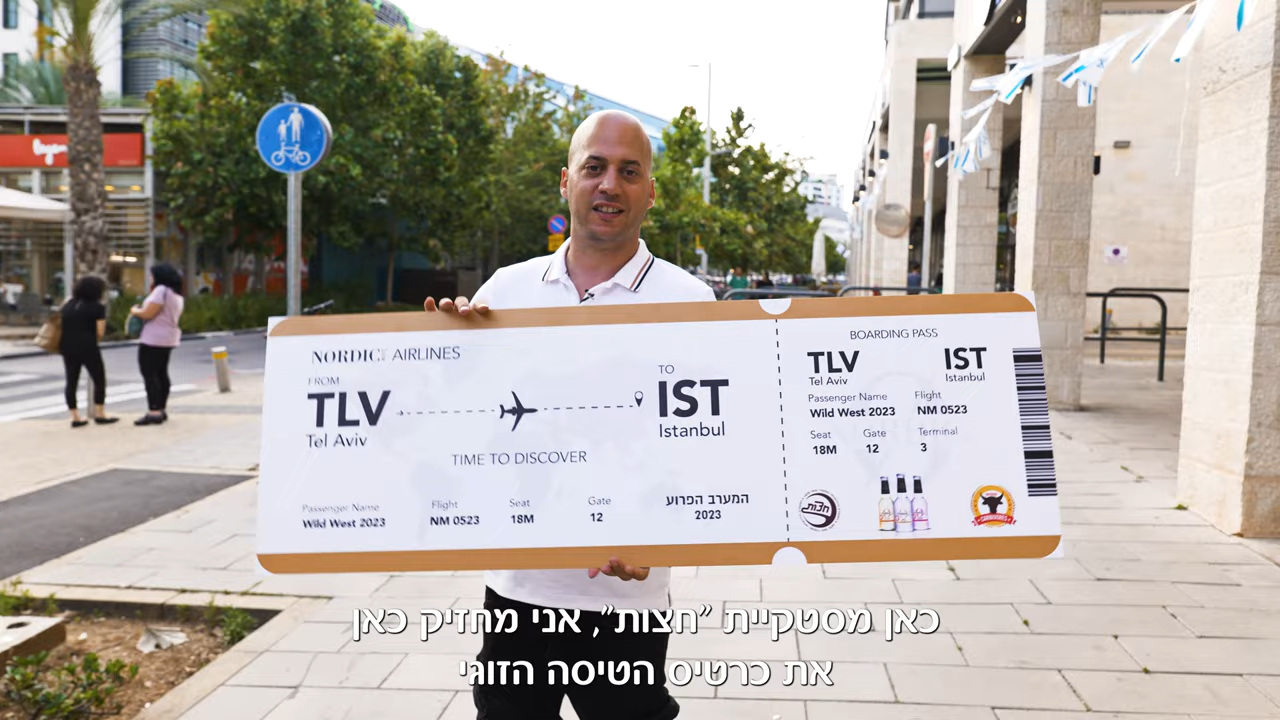 NORDIC AIRLINES
FROM
TLV
Tel Aviv
TO
IST
Istanbul
TIME TO DISCOVER
Passenger Name
Wild West 2023
Flight
NM 0523
Seat
18M
Gate
12
המערב הפרוע
2023
BOARDING PASS
TLV
Tel Aviv
IST
Istanbul
Passenger Name
Wild West 2023
Flight
NM 0523
Seat
18M
Gate
12
Terminal
3
חצות
CARNIVORES
כאן מסטקיית "חצות", אני מחזיק כאן
את כרטיס הטיסה הזוגי